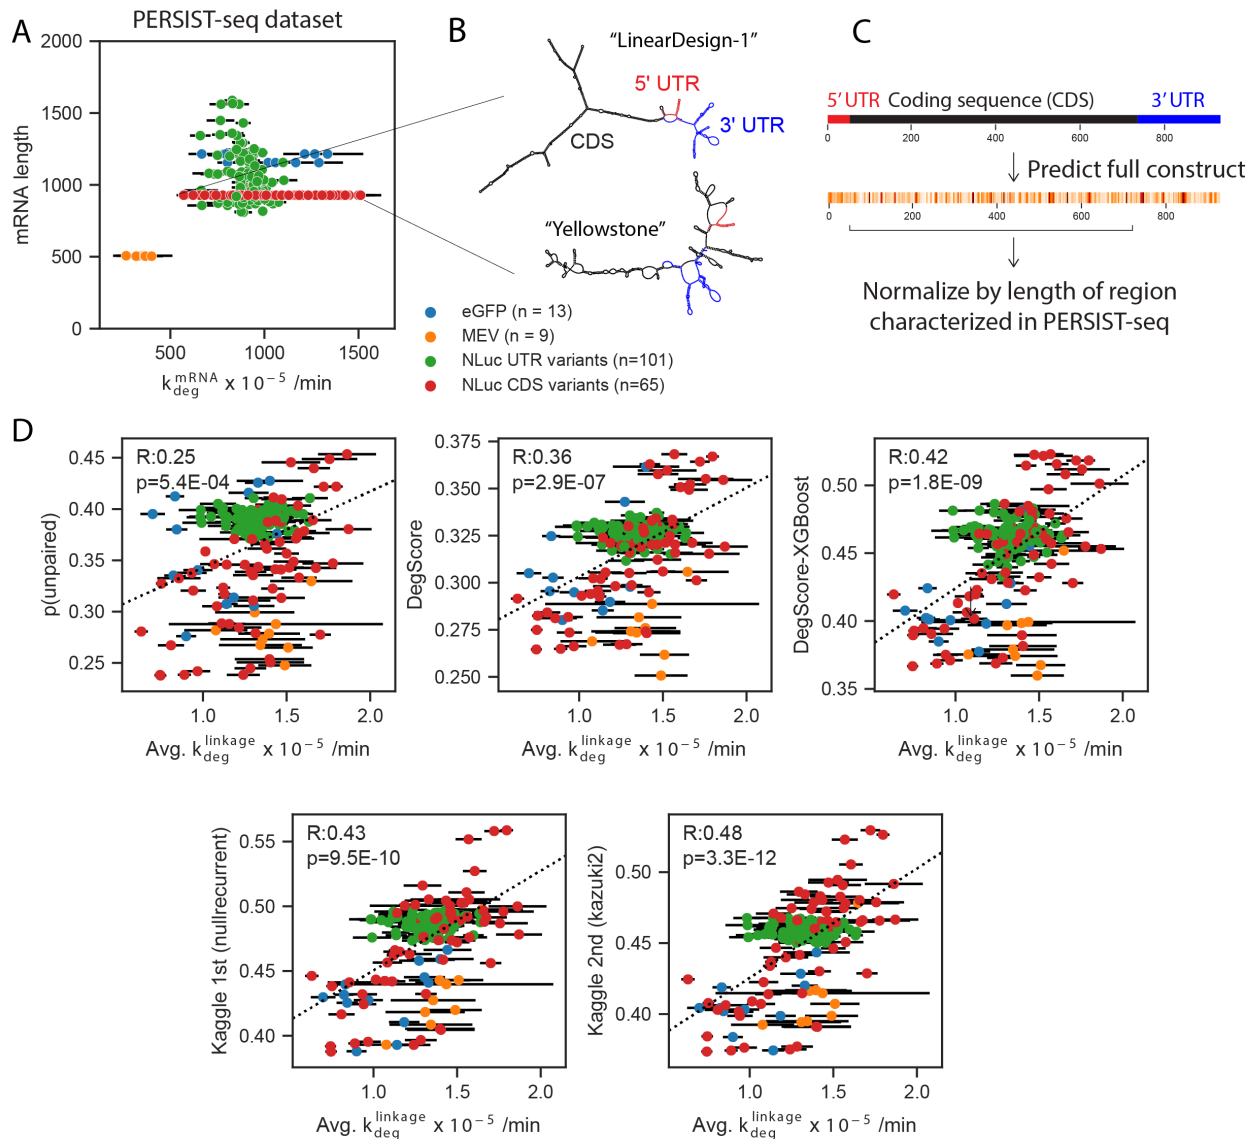 A
PERSIST-seq dataset
2000
1500
1000
500
0
mRNA length
500
1000
1500
k_deg^mRNA x 10^−5 /min
B
"LinearDesign-1"
5' UTR
3' UTR
CDS
"Yellowstone"
eGFP (n = 13)
MEV (n = 9)
NLuc UTR variants (n=101)
NLuc CDS variants (n=65)
C
5'UTR Coding sequence (CDS) 3'UTR
0 200 400 600 800
Predict full construct
0 200 400 600 800
Normalize by length of region
characterized in PERSIST-seq
D
R:0.25
p=5.4E-04
0.45
0.40
0.35
0.30
0.25
p(unpaired)
1.0 1.5 2.0
Avg. k_deg^linkage x 10^−5 /min
R:0.36
p=2.9E-07
0.375
0.350
0.325
0.300
0.275
0.250
DegScore
1.0 1.5 2.0
Avg. k_deg^linkage x 10^−5 /min
R:0.42
p=1.8E-09
0.50
0.45
0.40
0.35
DegScore-XGBoost
1.0 1.5 2.0
Avg. k_deg^linkage x 10^−5 /min
R:0.43
p=9.5E-10
0.55
0.50
0.45
0.40
Kaggle 1st (nullrecurrent)
1.0 1.5 2.0
Avg. k_deg^linkage x 10^−5 /min
R:0.48
p=3.3E-12
0.50
0.45
0.40
Kaggle 2nd (kazuki2)
1.0 1.5 2.0
Avg. k_deg^linkage x 10^−5 /min